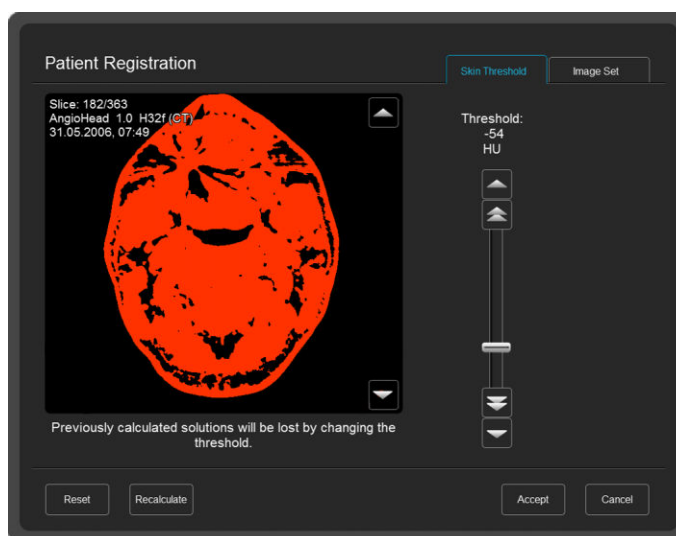 Patient Registration
Skin Threshold
Image Set
Slice: 182/363
AngioHead 1.0 H32f (CT)
31.05.2006, 07:49
Threshold:
-54
HU
Previously calculated solutions will be lost by changing the
threshold.
Reset
Recalculate
Accept
Cancel